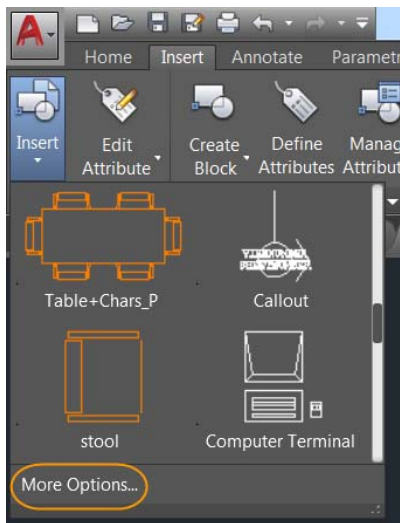 A
Home Insert Annotate Parametr
Insert Edit Attribute Create Block Define Attributes Manag Attribut
Table+Chars_P Callout
stool Computer Terminal
More Options...